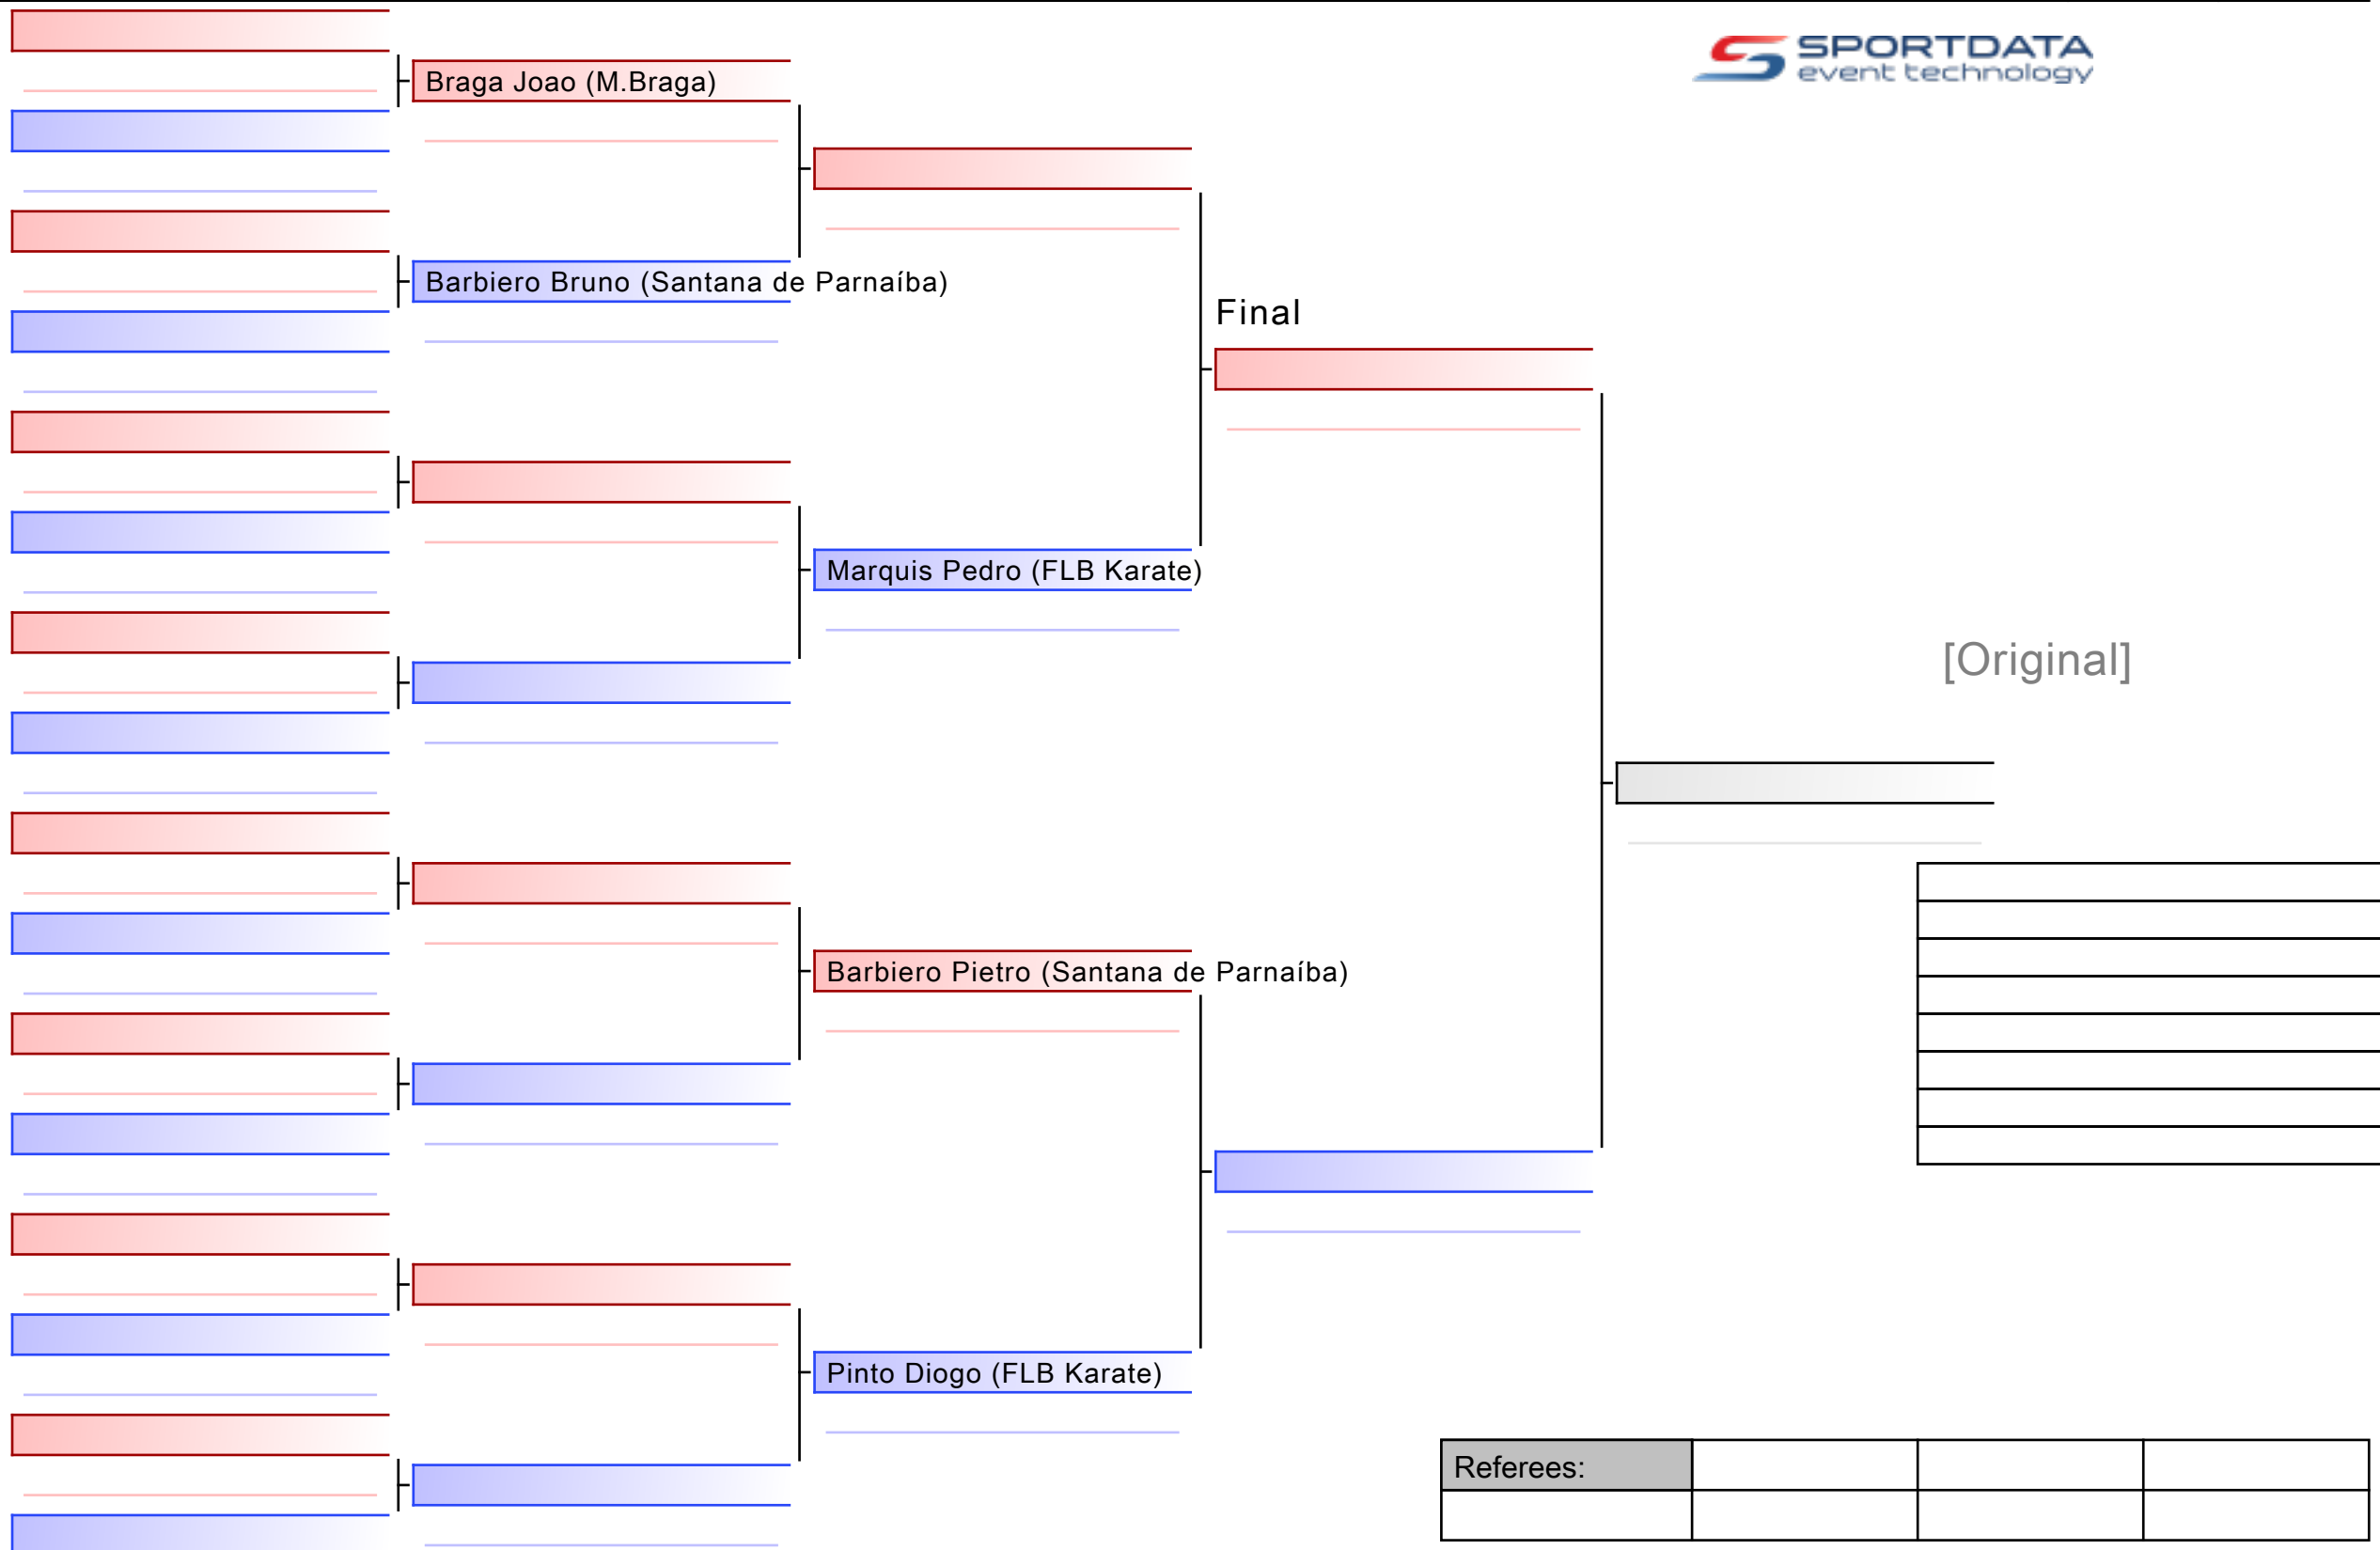 SPORTDATA
event technology
Braga Joao (M.Braga)
Barbiero Bruno (Santana de Parnaíba)
Final
Marquis Pedro (FLB Karate)
[Original]
Barbiero Pietro (Santana de Parnaíba)
Pinto Diogo (FLB Karate)
Referees: